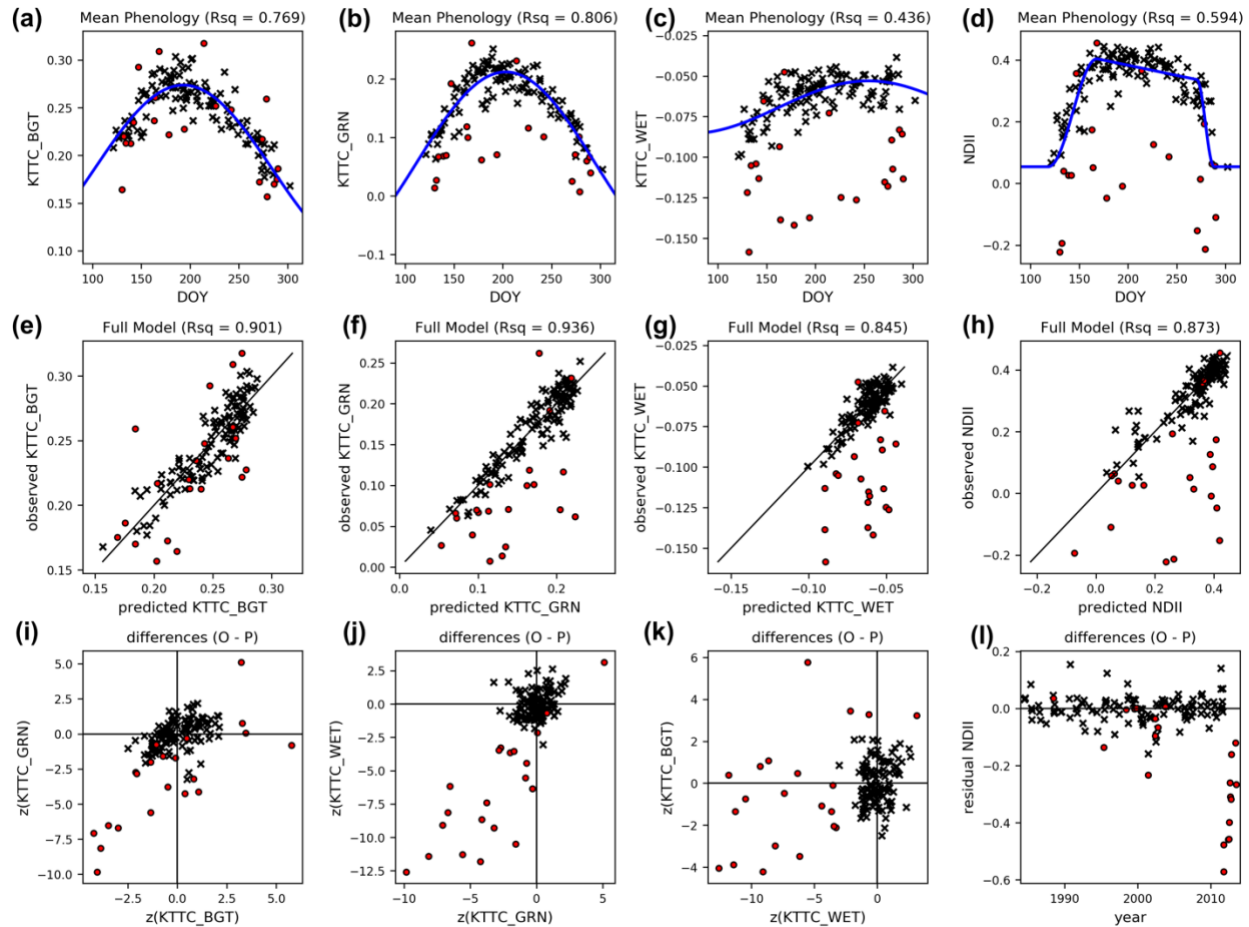 (a) Mean Phenology (Rsq = 0.769)
KTTC_BGT
0.30
0.25
0.20
0.15
0.10
100 150 200 250 300
DOY
(b) Mean Phenology (Rsq = 0.806)
KTTC_GRN
0.2
0.1
0.0
−0.1
100 150 200 250 300
DOY
(c) Mean Phenology (Rsq = 0.436)
KTTC_WET
−0.025
−0.050
−0.075
−0.100
−0.125
−0.150
100 150 200 250 300
DOY
(d) Mean Phenology (Rsq = 0.594)
NDII
0.4
0.2
0.0
−0.2
100 150 200 250 300
DOY
(e) Full Model (Rsq = 0.901)
observed KTTC_BGT
0.30
0.25
0.20
0.15
0.15 0.20 0.25 0.30
predicted KTTC_BGT
(f) Full Model (Rsq = 0.936)
observed KTTC_GRN
0.25
0.20
0.15
0.10
0.05
0.00
0.0 0.1 0.2
predicted KTTC_GRN
(g) Full Model (Rsq = 0.845)
observed KTTC_WET
−0.025
−0.050
−0.075
−0.100
−0.125
−0.150
−0.15 −0.10 −0.05
predicted KTTC_WET
(h) Full Model (Rsq = 0.873)
observed NDII
0.4
0.2
0.0
−0.2
−0.2 0.0 0.2 0.4
predicted NDII
(i) differences (O - P)
z(KTTC_GRN)
5.0
2.5
0.0
−2.5
−5.0
−7.5
−10.0
−2.5 0.0 2.5 5.0
z(KTTC_BGT)
(j) differences (O - P)
z(KTTC_WET)
2.5
0.0
−2.5
−5.0
−7.5
−10.0
−12.5
−10 −5 0 5
z(KTTC_GRN)
(k) differences (O - P)
z(KTTC_BGT)
6
4
2
0
−2
−4
−10 −5 0
z(KTTC_WET)
(l) differences (O - P)
residual NDII
0.2
0.0
−0.2
−0.4
−0.6
1990 2000 2010
year